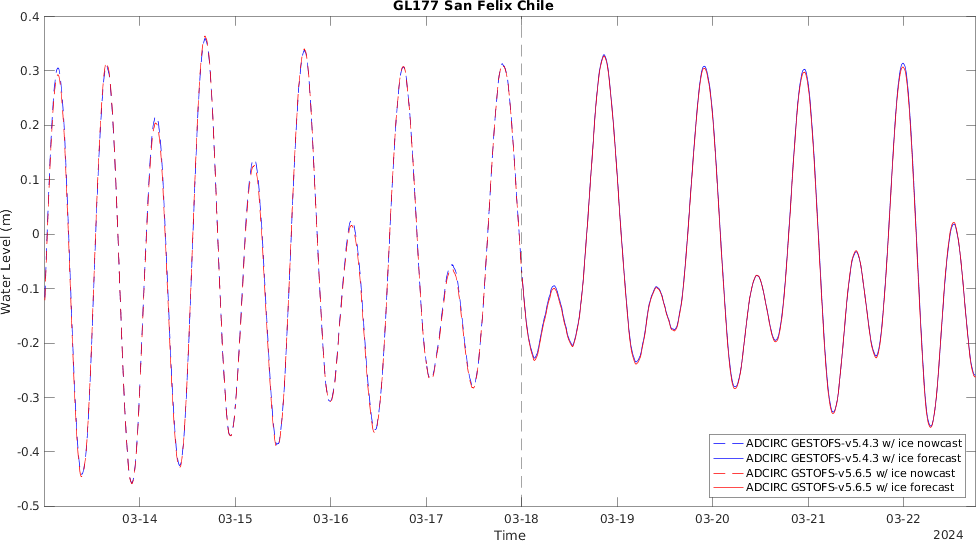 GL177 San Felix Chile
0.4
0.3
0.2
0.1
0
-0.1
-0.2
-0.3
-0.4
-0.5
Water Level (m)
ADCIRC GESTOFS-v5.4.3 w/ ice nowcast
ADCIRC GESTOFS-v5.4.3 w/ ice forecast
ADCIRC GSTOFS-v5.6.5 w/ ice nowcast
ADCIRC GSTOFS-v5.6.5 w/ ice forecast
03-14 03-15 03-16 03-17 03-18 03-19 03-20 03-21 03-22
Time
2024